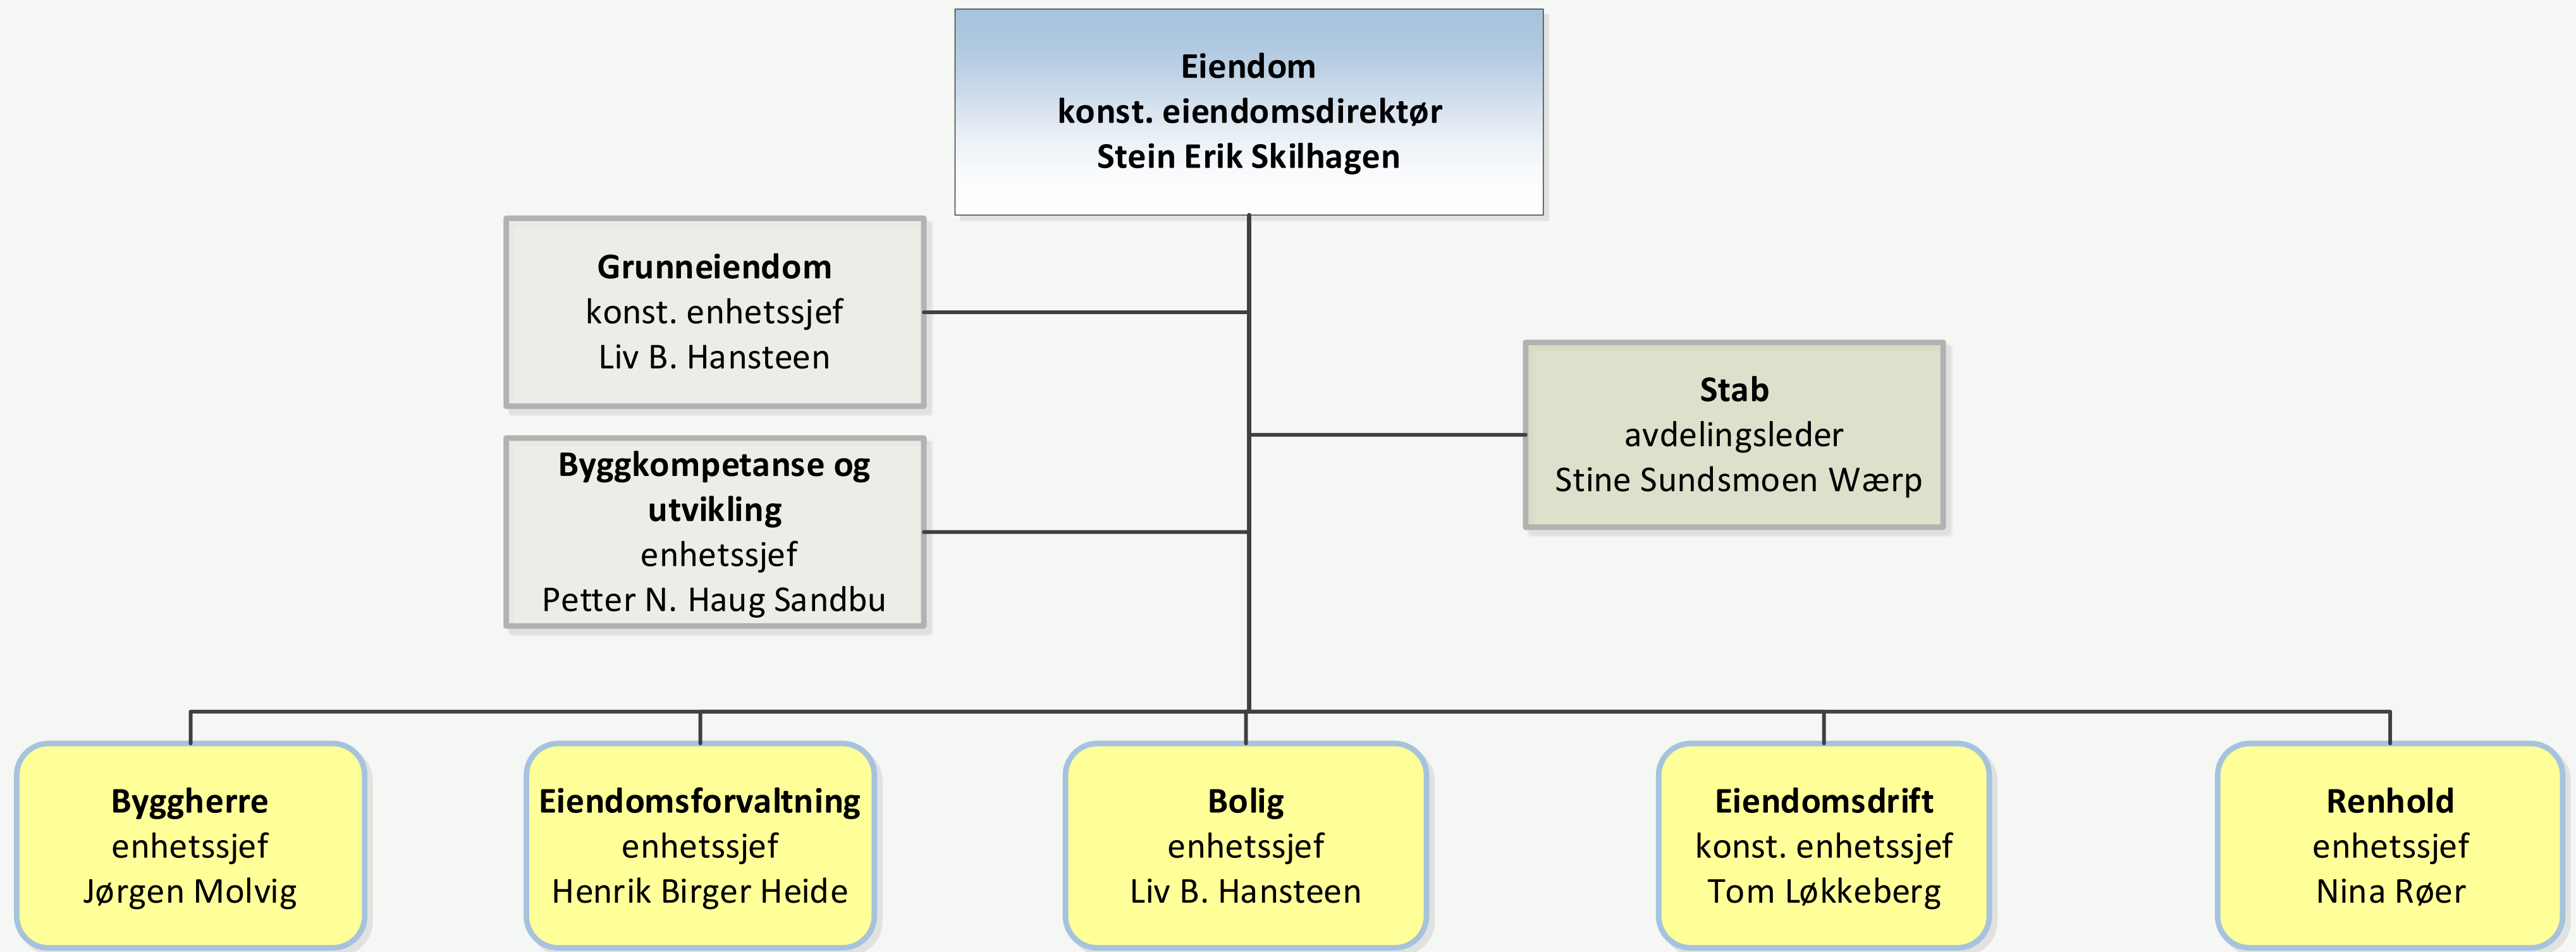 Eiendom
konst. eiendomsdirektør
Stein Erik Skilhagen
Grunneiendom
konst. enhetssjef
Liv B. Hansteen
Stab
avdelingsleder
Stine Sundsmoen Wærp
Byggkompetanse og
utvikling
enhetssjef
Petter N. Haug Sandbu
Byggherre
enhetssjef
Jørgen Molvig
Eiendomsforvaltning
enhetssjef
Henrik Birger Heide
Bolig
enhetssjef
Liv B. Hansteen
Eiendomsdrift
konst. enhetssjef
Tom Løkkeberg
Renhold
enhetssjef
Nina Røer